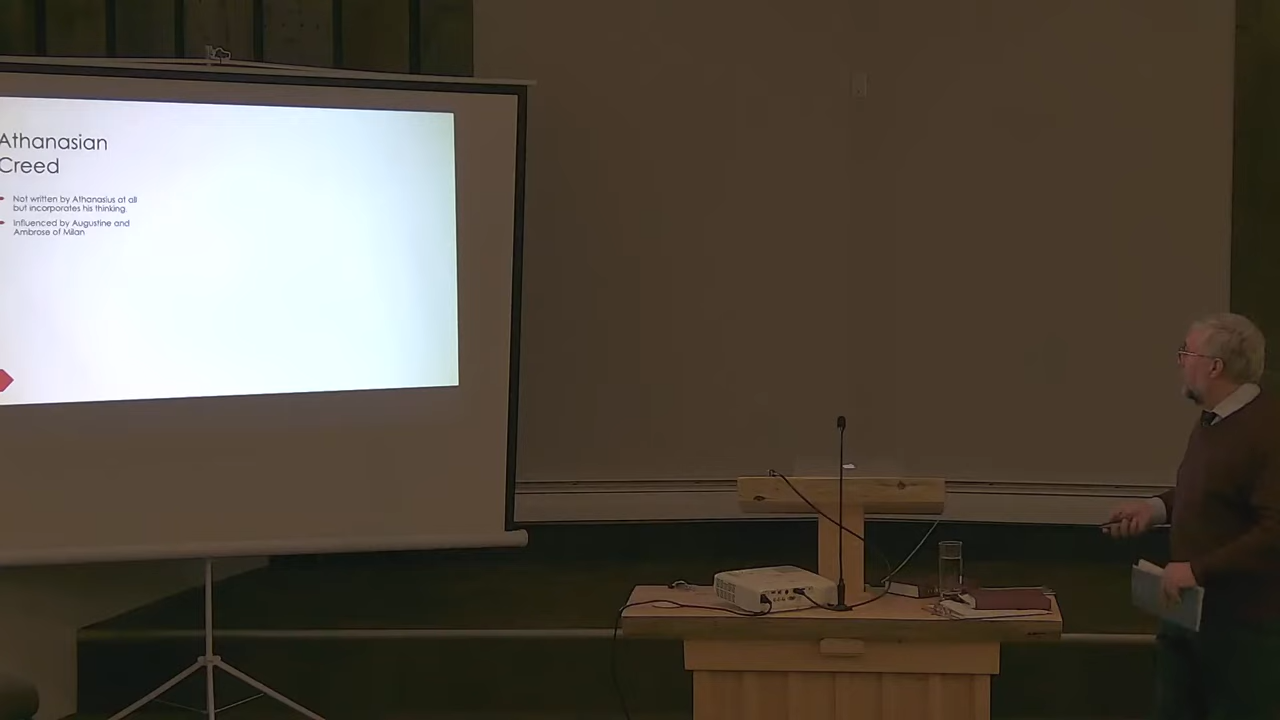 Athanasian
Creed
Not written by Athanasius at all
but incorporates his thinking.
Influenced by Augustine and
Ambrose of Milan